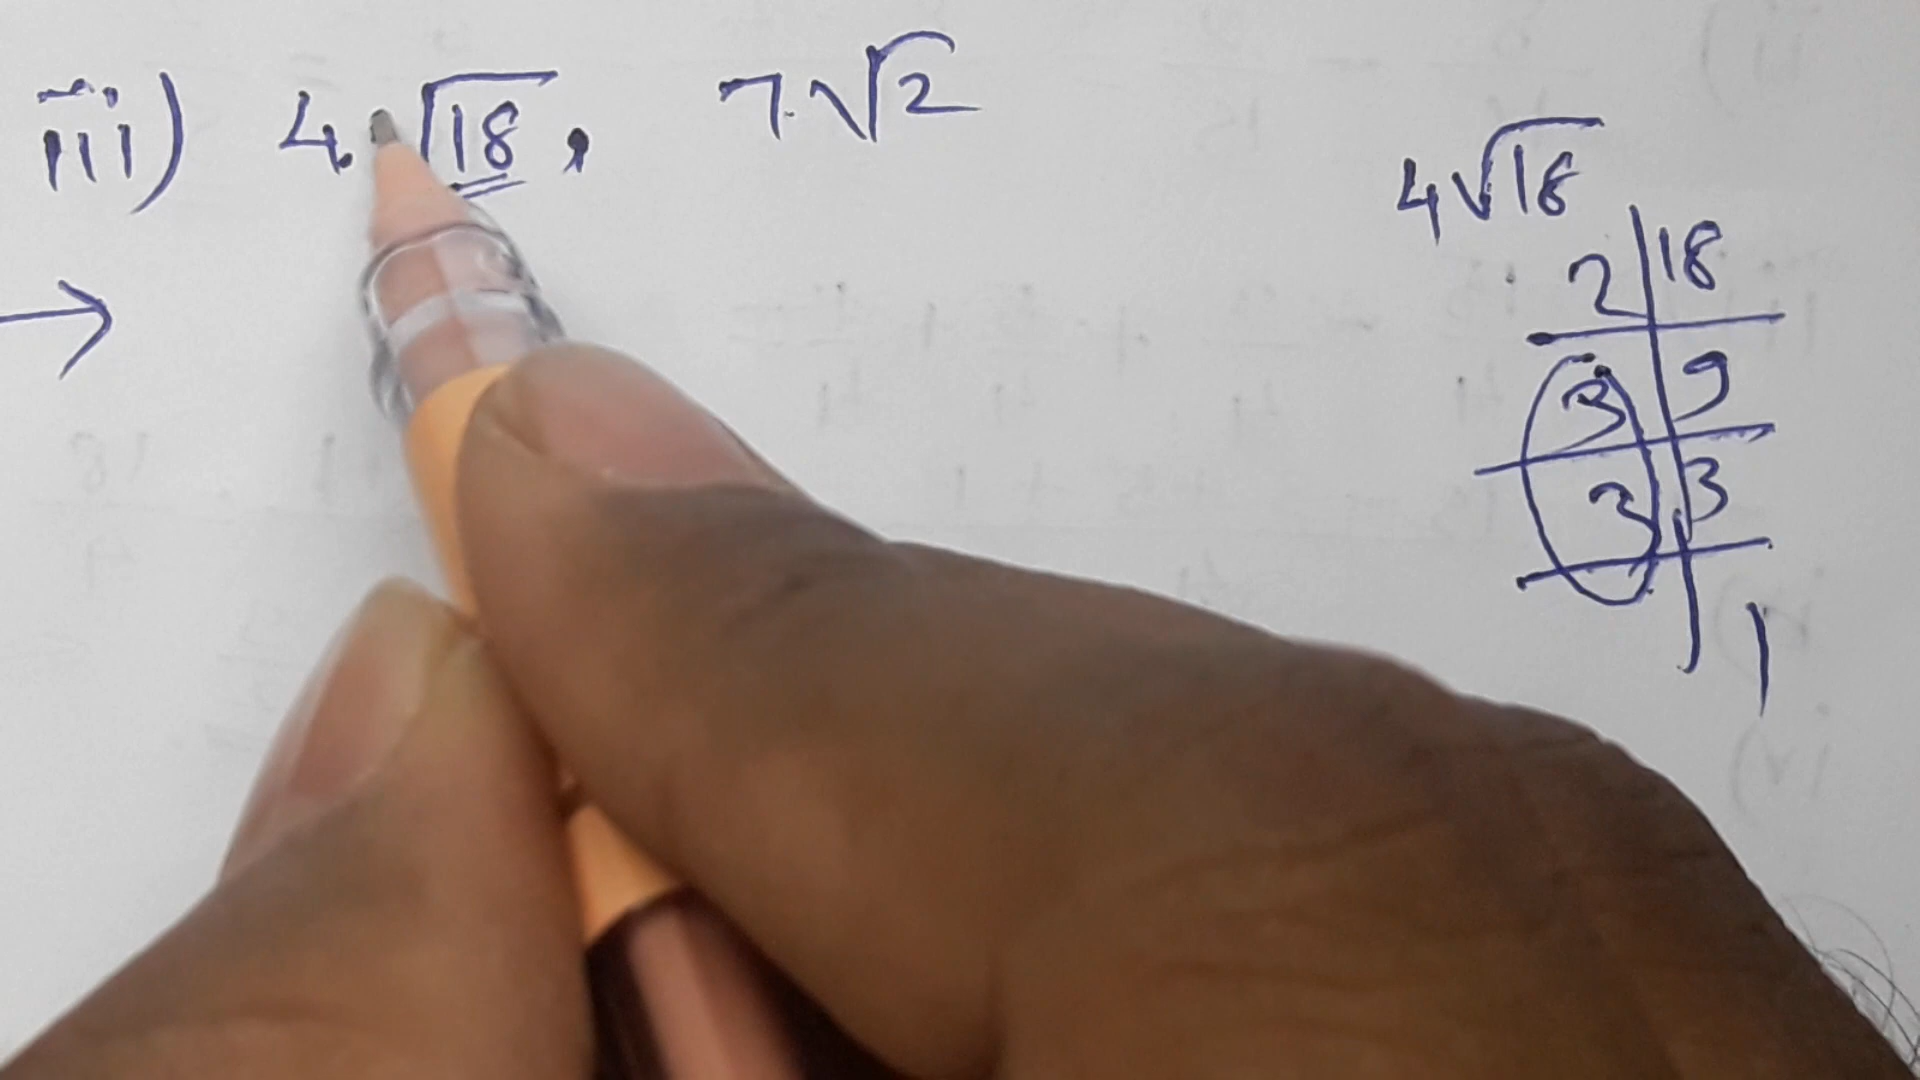 iii) 4.√18, 7.√2
→
4√18
2 | 18
3 | 9
3 | 3
1